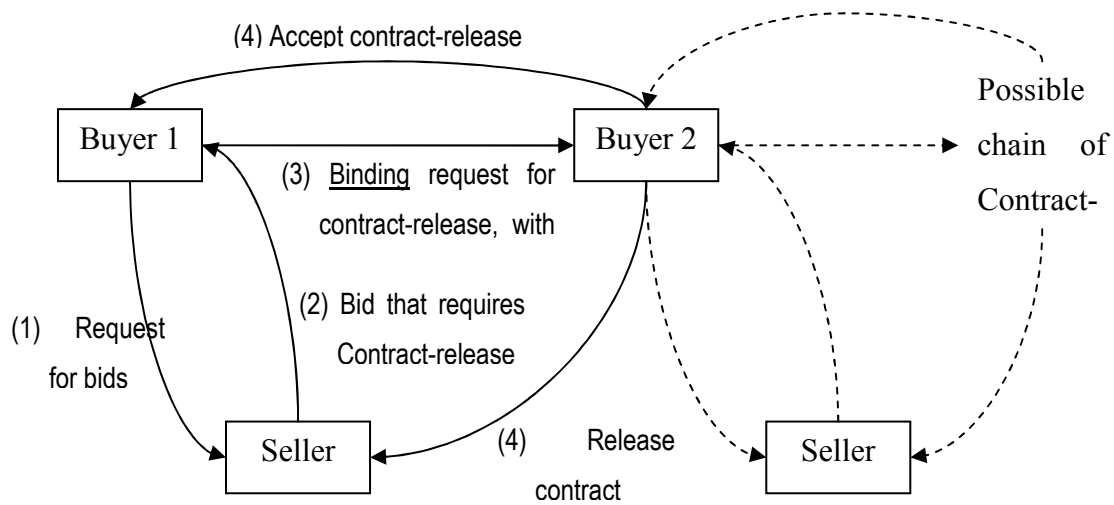 (4) Accept contract-release
Possible
chain of
Contract-
Buyer 1
Buyer 2
(3) Binding request for
contract-release, with
(2) Bid that requires
Contract-release
(1) Request
for bids
Seller
(4) Release
contract
Seller